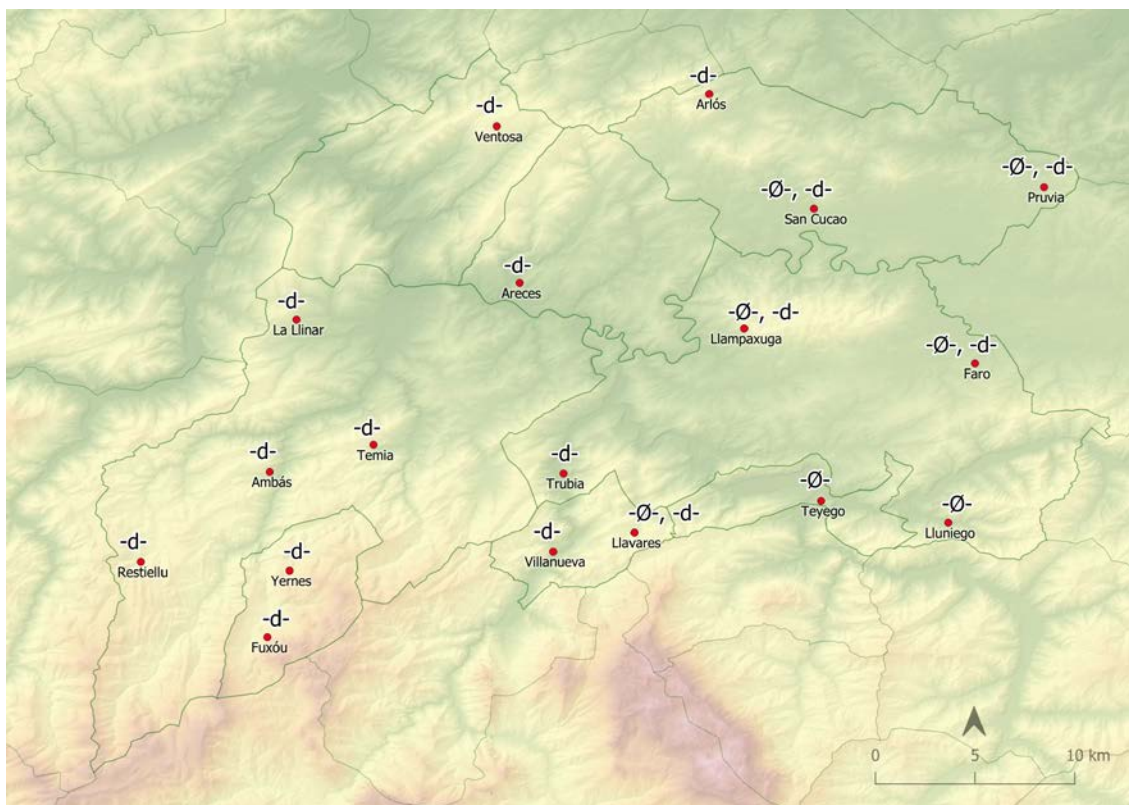 -d-
Arlós
-d-
Ventosa
-Ø-, -d-
Pruvia
-Ø-, -d-
San Cucao
-d-
Areces
-d-
La Llinar
-Ø-, -d-
Llampaxuga
-Ø-, -d-
Faro
-d-
Temia
-d-
Ambás
-d-
Trubia
-Ø-
Teyego
-Ø-
Lluniego
-Ø-, -d-
Llavares
-d-
Villanueva
-d-
Restiellu
-d-
Yernes
-d-
Fuxóu
0 5 10 km